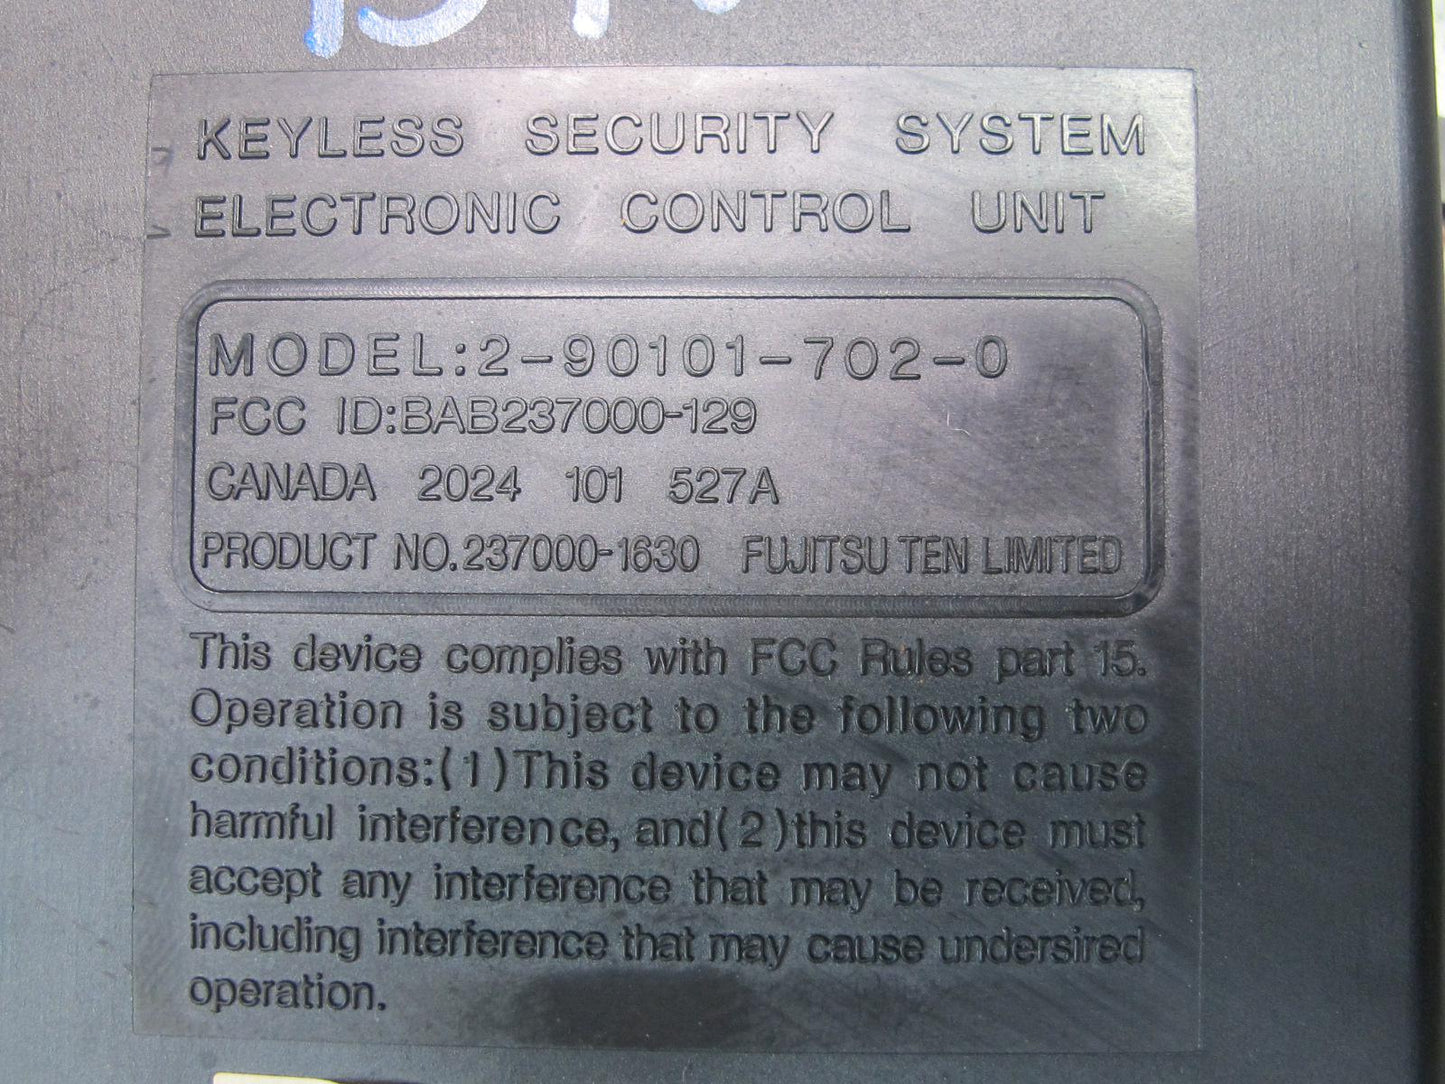 KEYLESS SECURITY SYSTEM
ELECTRONIC CONTROL UNIT
MODEL:2-90101-702-0
FCC ID:BAB237000-129
CANADA 2024 101 527A
PRODUCT NO.237000-1630 FUJITSU TEN LIMITED
This device complies with FCC Rules part 15.
Operation is subject to the following two
conditions:(1)This device may not cause
harmful interference, and(2)this device must
accept any interference that may be received,
including interference that may cause undersired
operation.